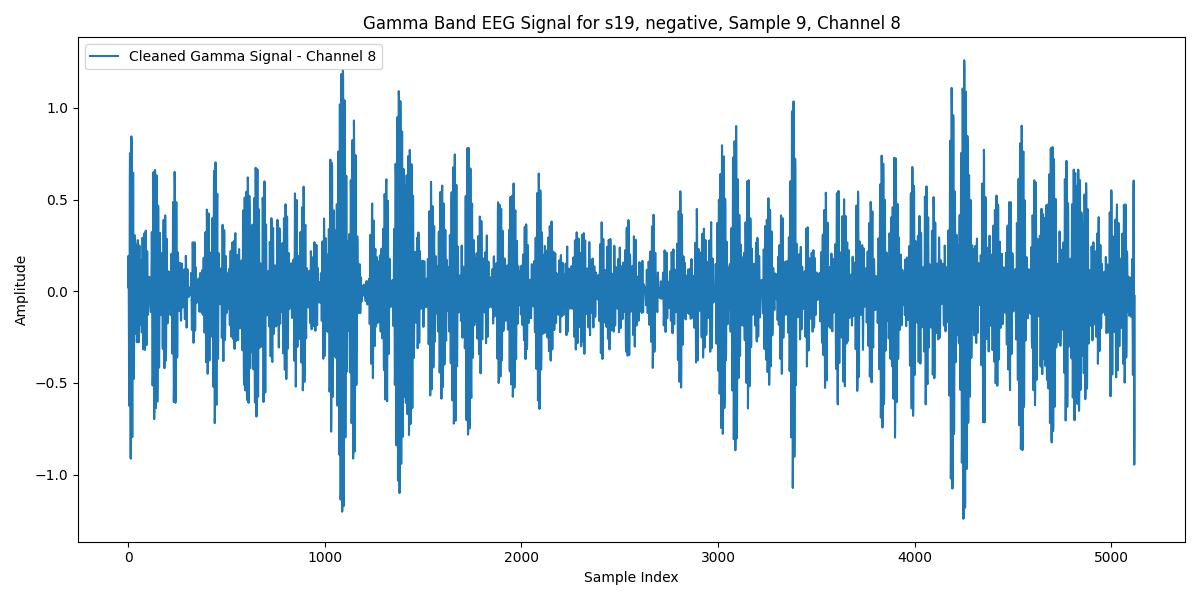 Gamma Band EEG Signal for s19, negative, Sample 9, Channel 8
Cleaned Gamma Signal - Channel 8
Amplitude
1.0
0.5
0.0
−0.5
−1.0
0 1000 2000 3000 4000 5000
Sample Index